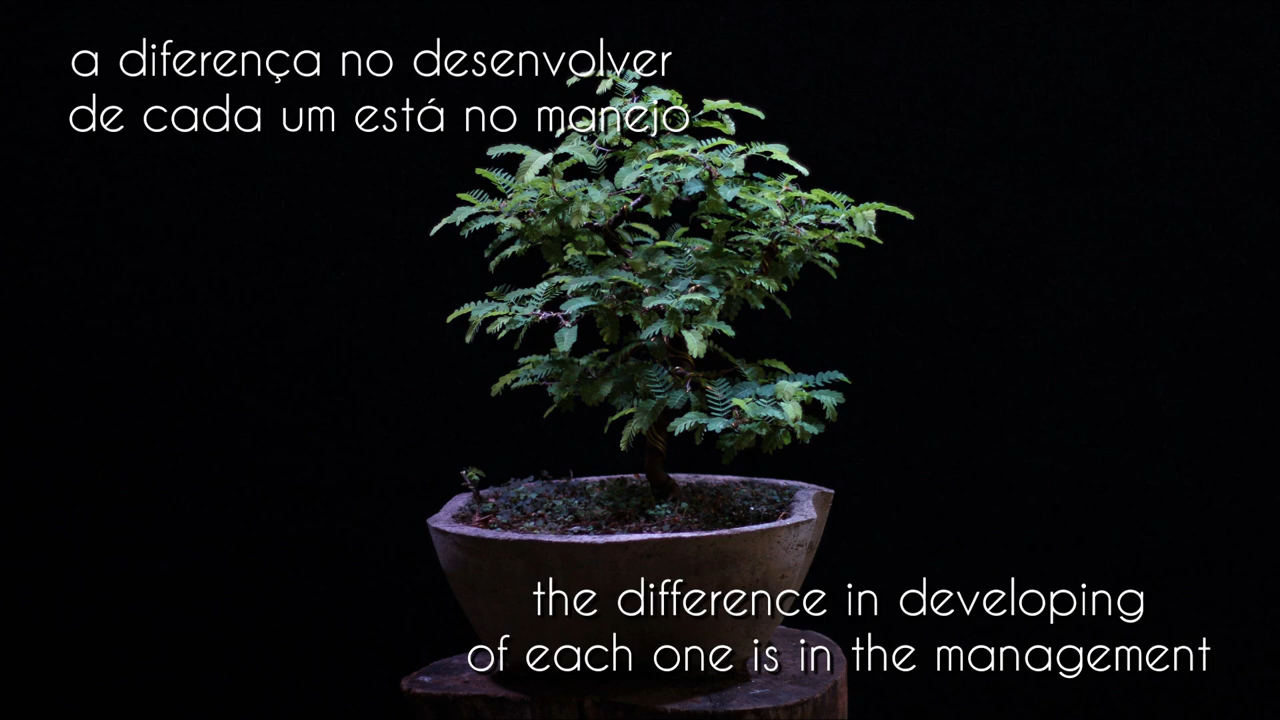 a diferença no desenvolver
de cada um está no manejo
the difference in developing
of each one is in the management